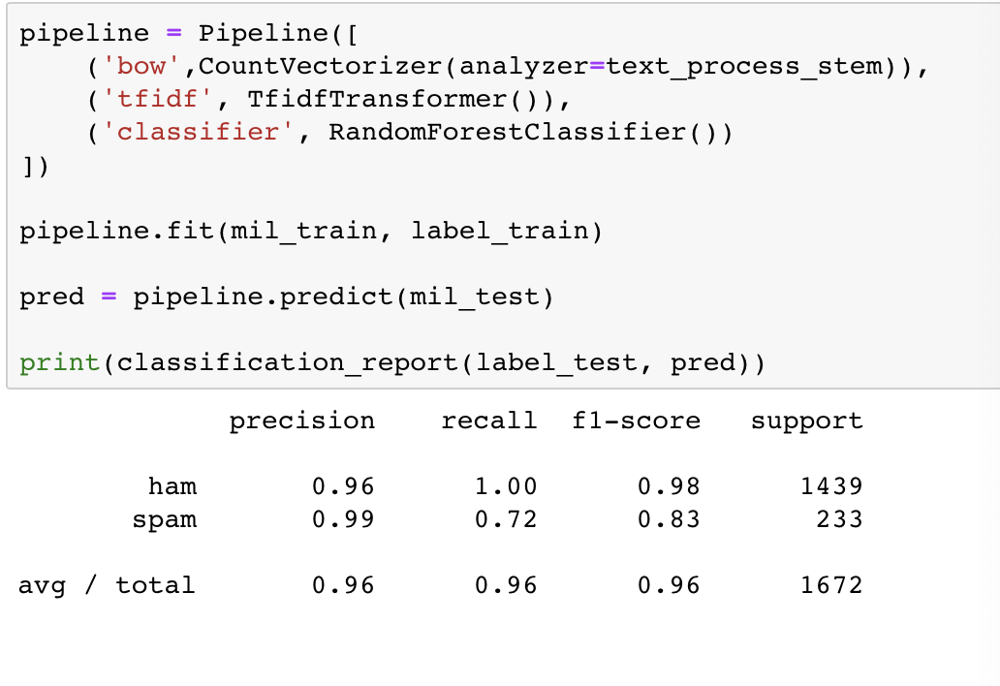 pipeline = Pipeline([
    ('bow',CountVectorizer(analyzer=text_process_stem)),
    ('tfidf', TfidfTransformer()),
    ('classifier', RandomForestClassifier())
])
pipeline.fit(mil_train, label_train)
pred = pipeline.predict(mil_test)
print(classification_report(label_test, pred))
precision recall f1-score support
ham 0.96 1.00 0.98 1439
spam 0.99 0.72 0.83 233
avg / total 0.96 0.96 0.96 1672